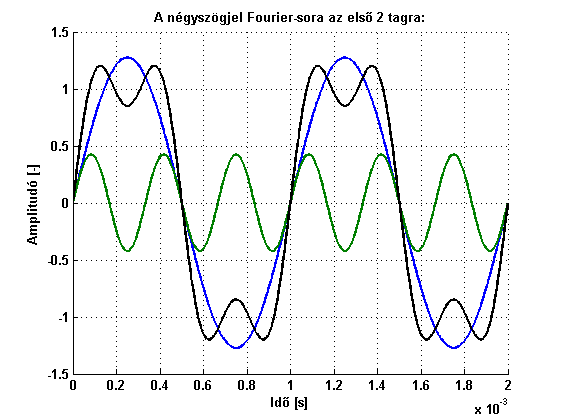 A négyszögjel Fourier-sora az első 2 tagra:
1.5
1
0.5
0
-0.5
-1
-1.5
Amplitudó [-]
0 0.2 0.4 0.6 0.8 1 1.2 1.4 1.6 1.8 2
x 10-3
Idő [s]